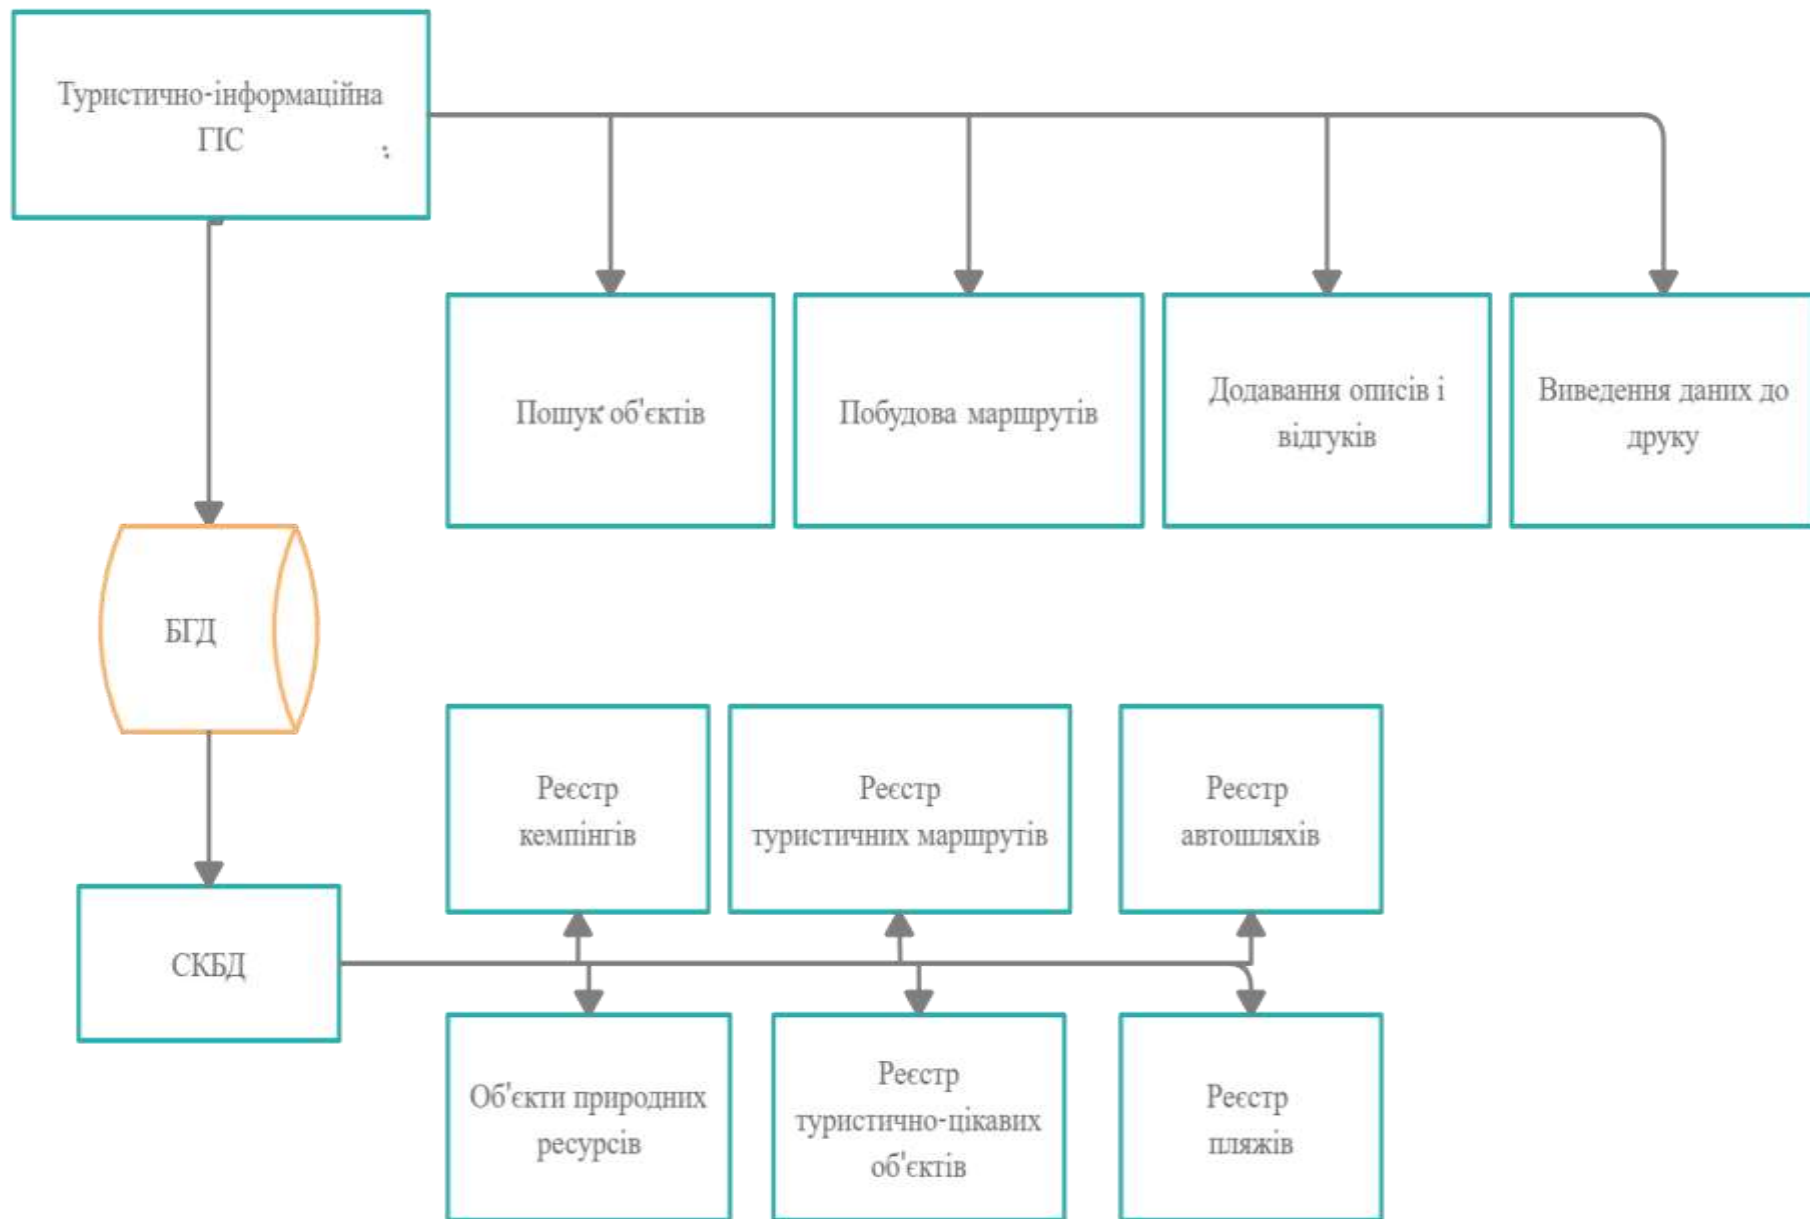 Туристично-інформаційна
ГІС
Пошук об'єктів
Побудова маршрутів
Додавання описів і
відгуків
Виведення даних до
друку
БГД
Реєстр
кемпінгів
Реєстр
туристичних маршрутів
Реєстр
автошляхів
СКБД
Об'єкти природних
ресурсів
Реєстр
туристично-цікавих
об'єктів
Реєстр
пляжів